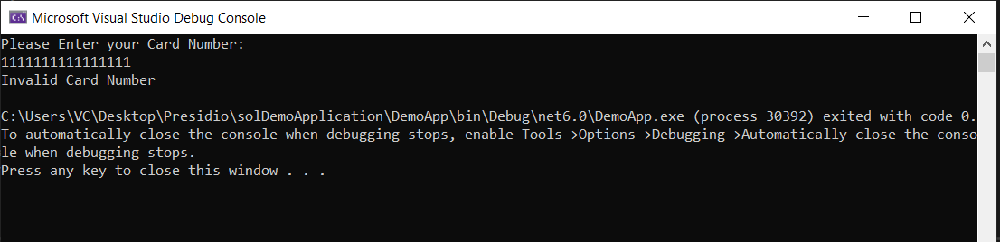 C:\ Microsoft Visual Studio Debug Console
Please Enter your Card Number:
1111111111111111
Invalid Card Number
C:\Users\VC\Desktop\Presidio\solDemoApplication\DemoApp\bin\Debug\net6.0\DemoApp.exe (process 30392) exited with code 0.
To automatically close the console when debugging stops, enable Tools->Options->Debugging->Automatically close the conso
le when debugging stops.
Press any key to close this window . . .